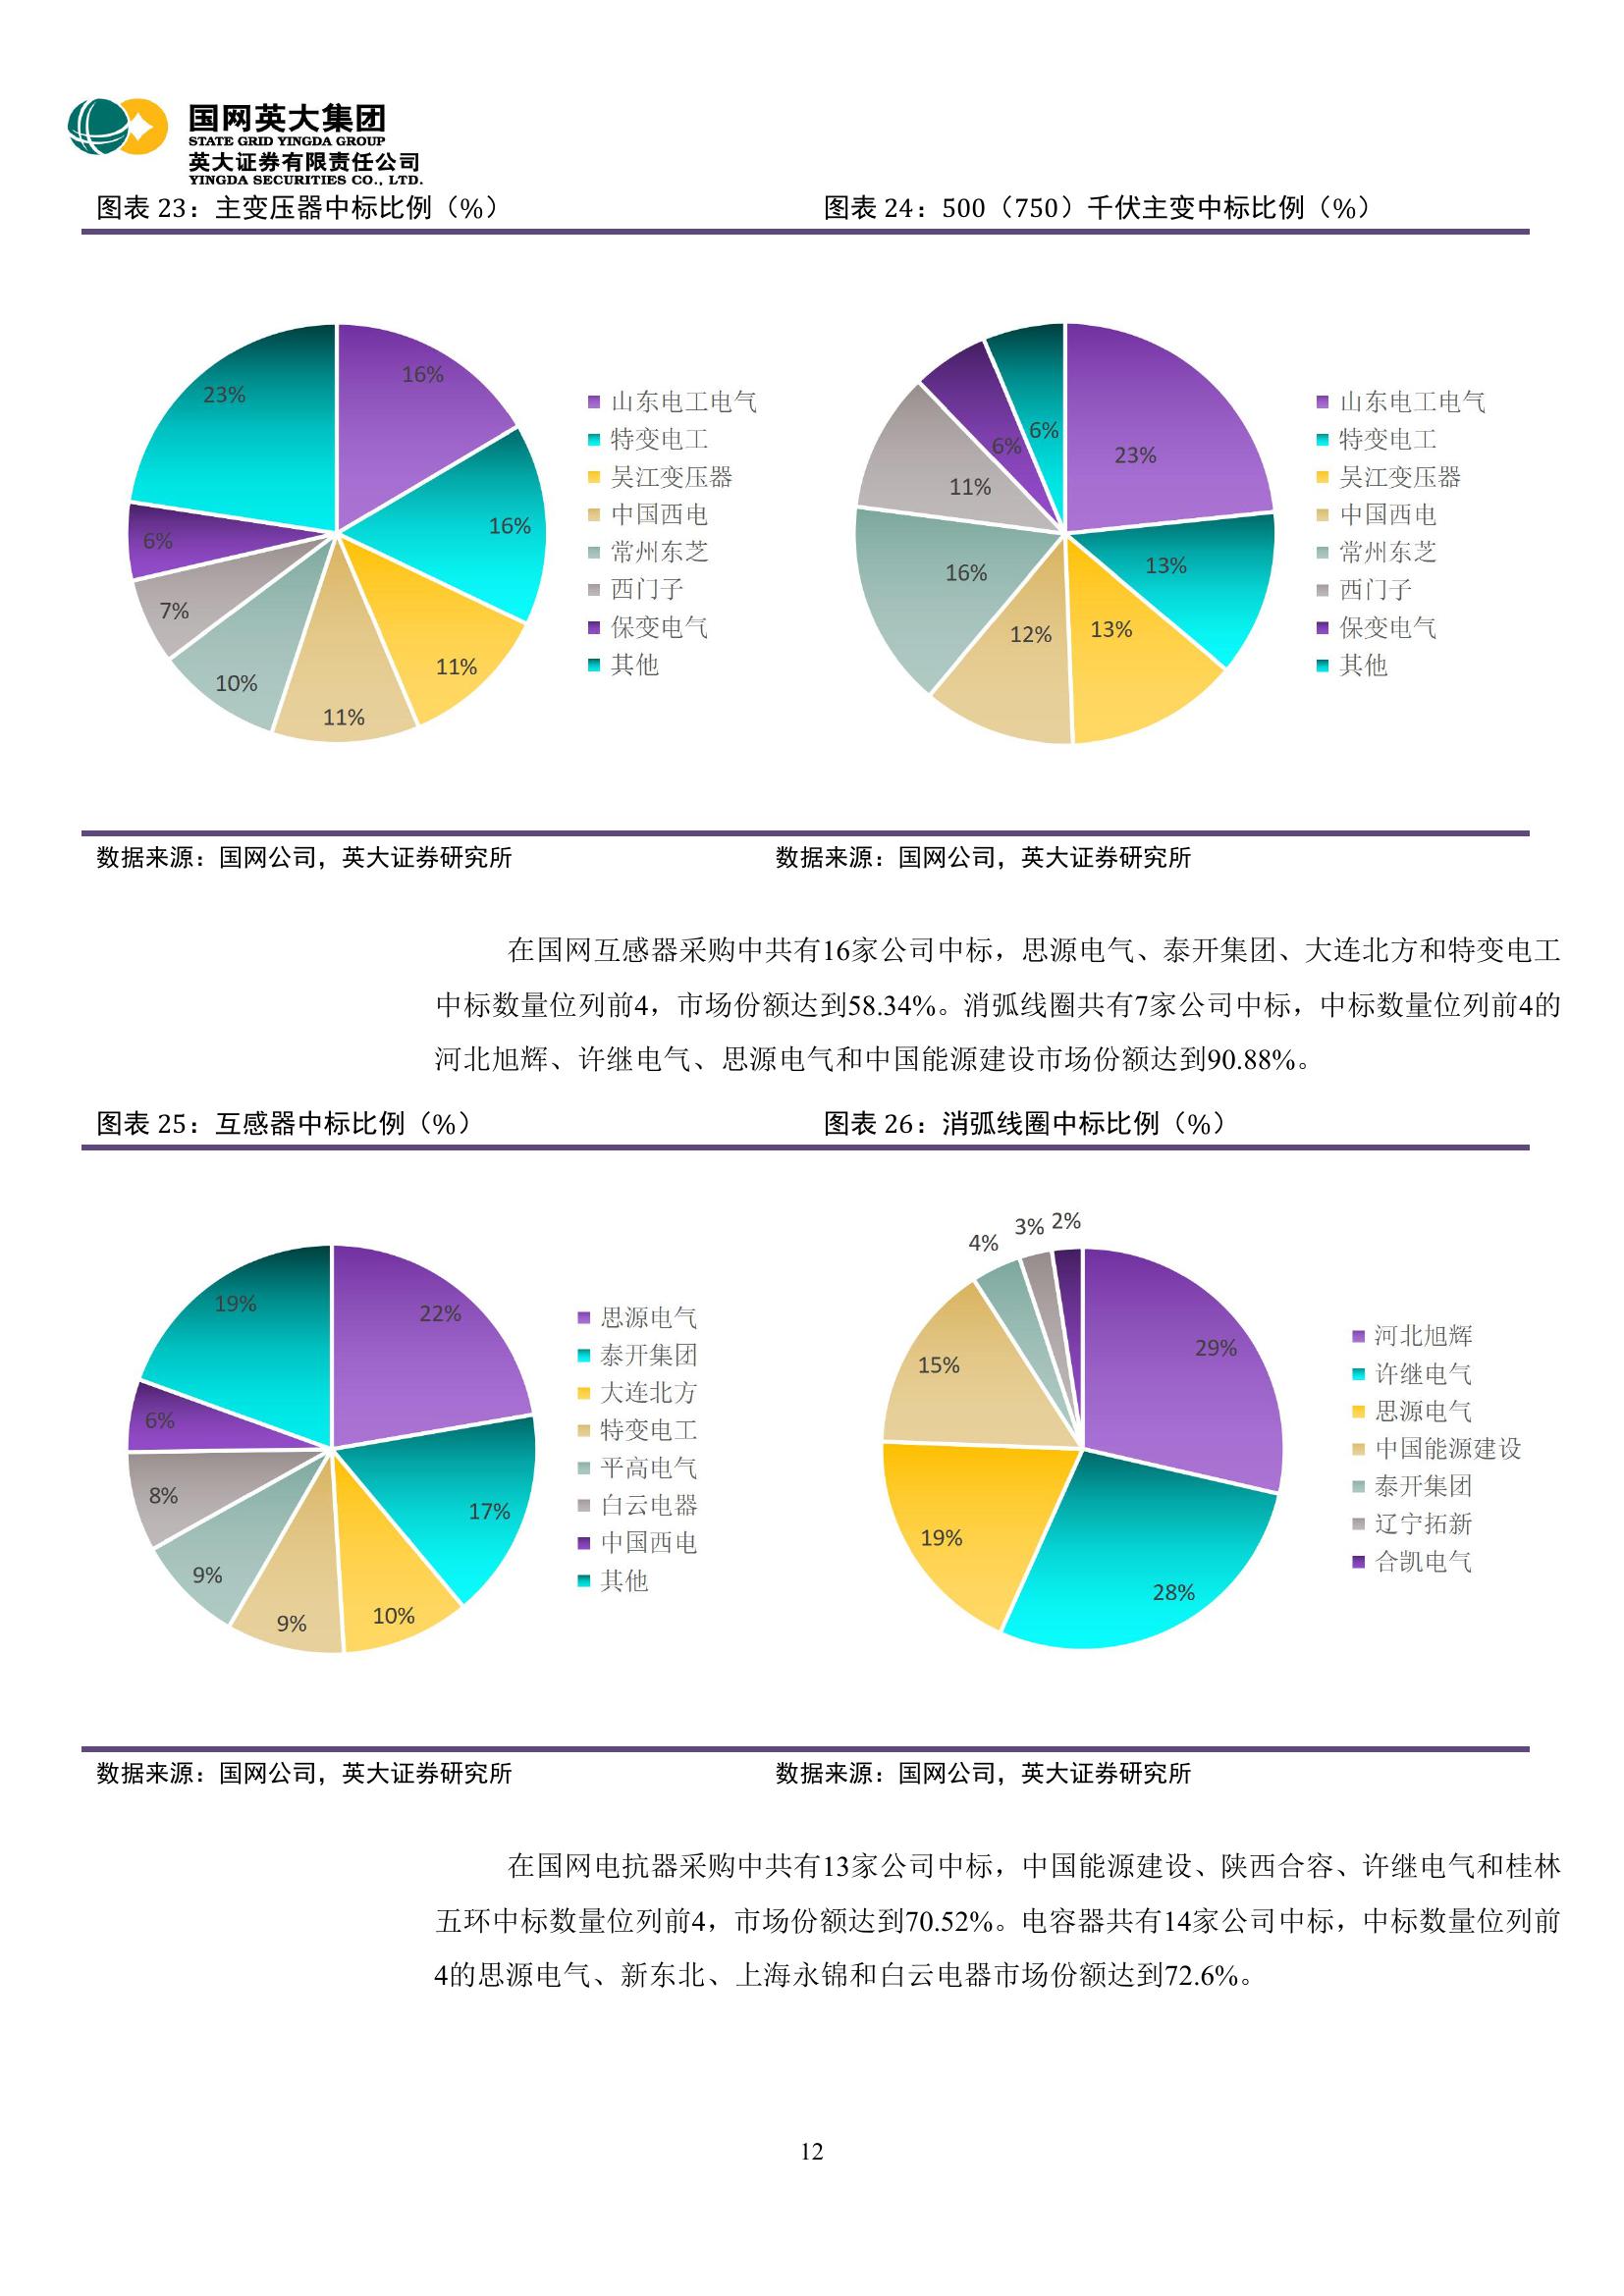 国网英大集团
STATE GRID YINGDA GROUP
英大证券有限责任公司
YINGDA SECURITIES CO., LTD.
图表 23：主变压器中标比例（%）
图表 24：500（750）千伏主变中标比例（%）
16%
16%
11%
11%
10%
7%
6%
23%
山东电工电气
特变电工
吴江变压器
中国西电
常州东芝
西门子
保变电气
其他
23%
13%
13%
12%
16%
11%
6%
6%
山东电工电气
特变电工
吴江变压器
中国西电
常州东芝
西门子
保变电气
其他
数据来源：国网公司，英大证券研究所
数据来源：国网公司，英大证券研究所
在国网互感器采购中共有16家公司中标，思源电气、泰开集团、大连北方和特变电工
中标数量位列前4，市场份额达到58.34%。消弧线圈共有7家公司中标，中标数量位列前4的
河北旭辉、许继电气、思源电气和中国能源建设市场份额达到90.88%。
图表 25：互感器中标比例（%）
图表 26：消弧线圈中标比例（%）
22%
17%
10%
9%
9%
8%
6%
19%
思源电气
泰开集团
大连北方
特变电工
平高电气
白云电器
中国西电
其他
29%
28%
19%
15%
4%
3%
2%
河北旭辉
许继电气
思源电气
中国能源建设
泰开集团
辽宁拓新
合凯电气
数据来源：国网公司，英大证券研究所
数据来源：国网公司，英大证券研究所
在国网电抗器采购中共有13家公司中标，中国能源建设、陕西合容、许继电气和桂林
五环中标数量位列前4，市场份额达到70.52%。电容器共有14家公司中标，中标数量位列前
4的思源电气、新东北、上海永锦和白云电器市场份额达到72.6%。
12